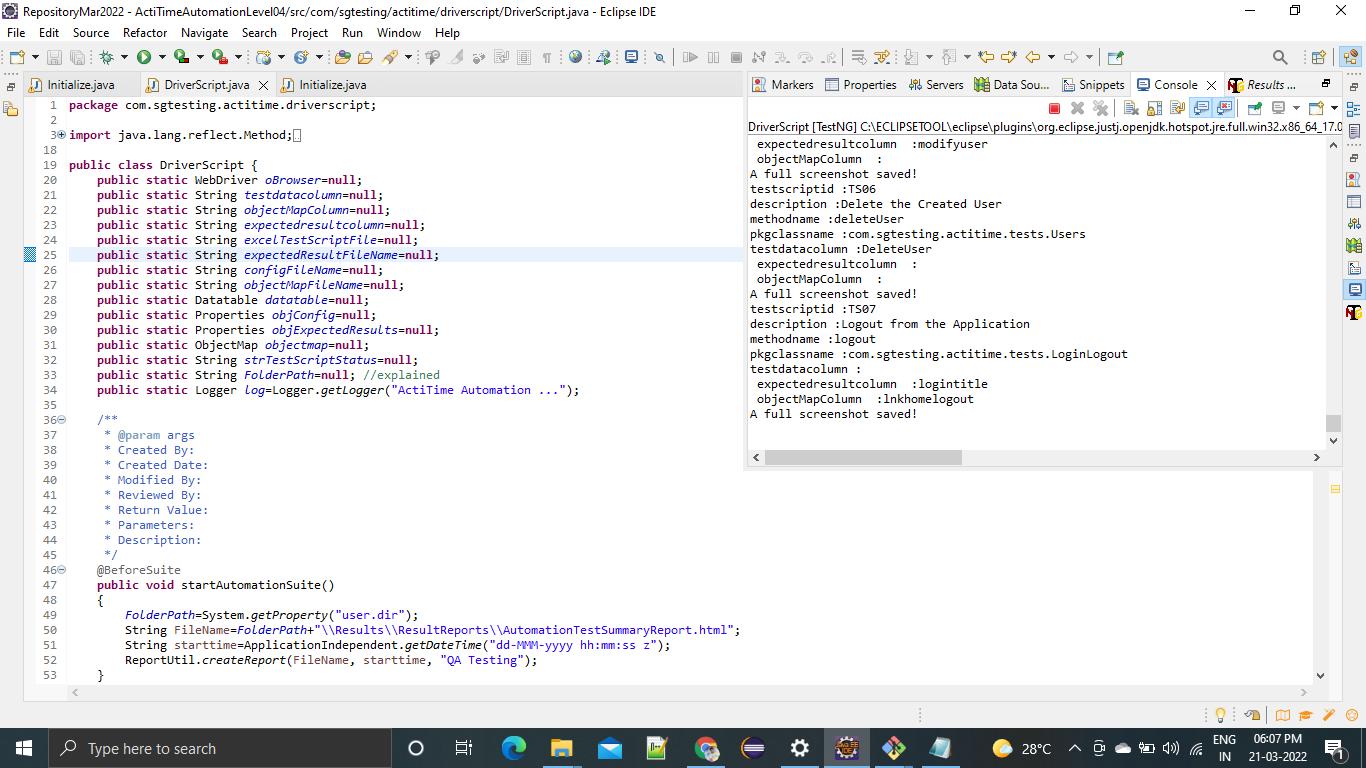 RepositoryMar2022 - ActiTimeAutomationLevel04/src/com/sgtesting/actitime/driverscript/DriverScript.java - Eclipse IDE
File Edit Source Refactor Navigate Search Project Run Window Help
Initialize.java DriverScript.java Initialize.java
1 package com.sgtesting.actitime.driverscript;
2
3 import java.lang.reflect.Method;
18
19 public class DriverScript {
20 public static WebDriver oBrowser=null;
21 public static String testdatacolumn=null;
22 public static String objectMapColumn=null;
23 public static String expectedresultcolumn=null;
24 public static String excelTestScriptFile=null;
25 public static String expectedResultFileName=null;
26 public static String configFileName=null;
27 public static String objectMapFileName=null;
28 public static Datatable datatable=null;
29 public static Properties objConfig=null;
30 public static Properties objExpectedResults=null;
31 public static ObjectMap objectmap=null;
32 public static String strTestScriptStatus=null;
33 public static String FolderPath=null; //explained
34 public static Logger log=Logger.getLogger("ActiTime Automation ...");
35
36 /**
37 * @param args
38 * Created By:
39 * Created Date:
40 * Modified By:
41 * Reviewed By:
42 * Return Value:
43 * Parameters:
44 * Description:
45 */
46 @BeforeSuite
47 public void startAutomationSuite()
48 {
49 FolderPath=System.getProperty("user.dir");
50 String FileName=FolderPath+"\\Results\\ResultReports\\AutomationTestSummaryReport.html";
51 String starttime=ApplicationIndependent.getDateTime("dd-MMM-yyyy hh:mm:ss z");
52 ReportUtil.createReport(FileName, starttime, "QA Testing");
53 }
Markers Properties Servers Data Sou... Snippets Console Results ...
DriverScript [TestNG] C:\ECLIPSETOOL\eclipse\plugins\org.eclipse.justj.openjdk.hotspot.jre.full.win32.x86_64_17.0
expectedresultcolumn :modifyuser
objectMapColumn :
A full screenshot saved!
testscriptid :TS06
description :Delete the Created User
methodname :deleteUser
pkgclassname :com.sgtesting.actitime.tests.Users
testdatacolumn :DeleteUser
expectedresultcolumn :
objectMapColumn :
A full screenshot saved!
testscriptid :TS07
description :Logout from the Application
methodname :logout
pkgclassname :com.sgtesting.actitime.tests.LoginLogout
testdatacolumn :
expectedresultcolumn :logintitle
objectMapColumn :lnkhomelogout
A full screenshot saved!
Type here to search
28°C
ENG
IN
06:07 PM
21-03-2022
1